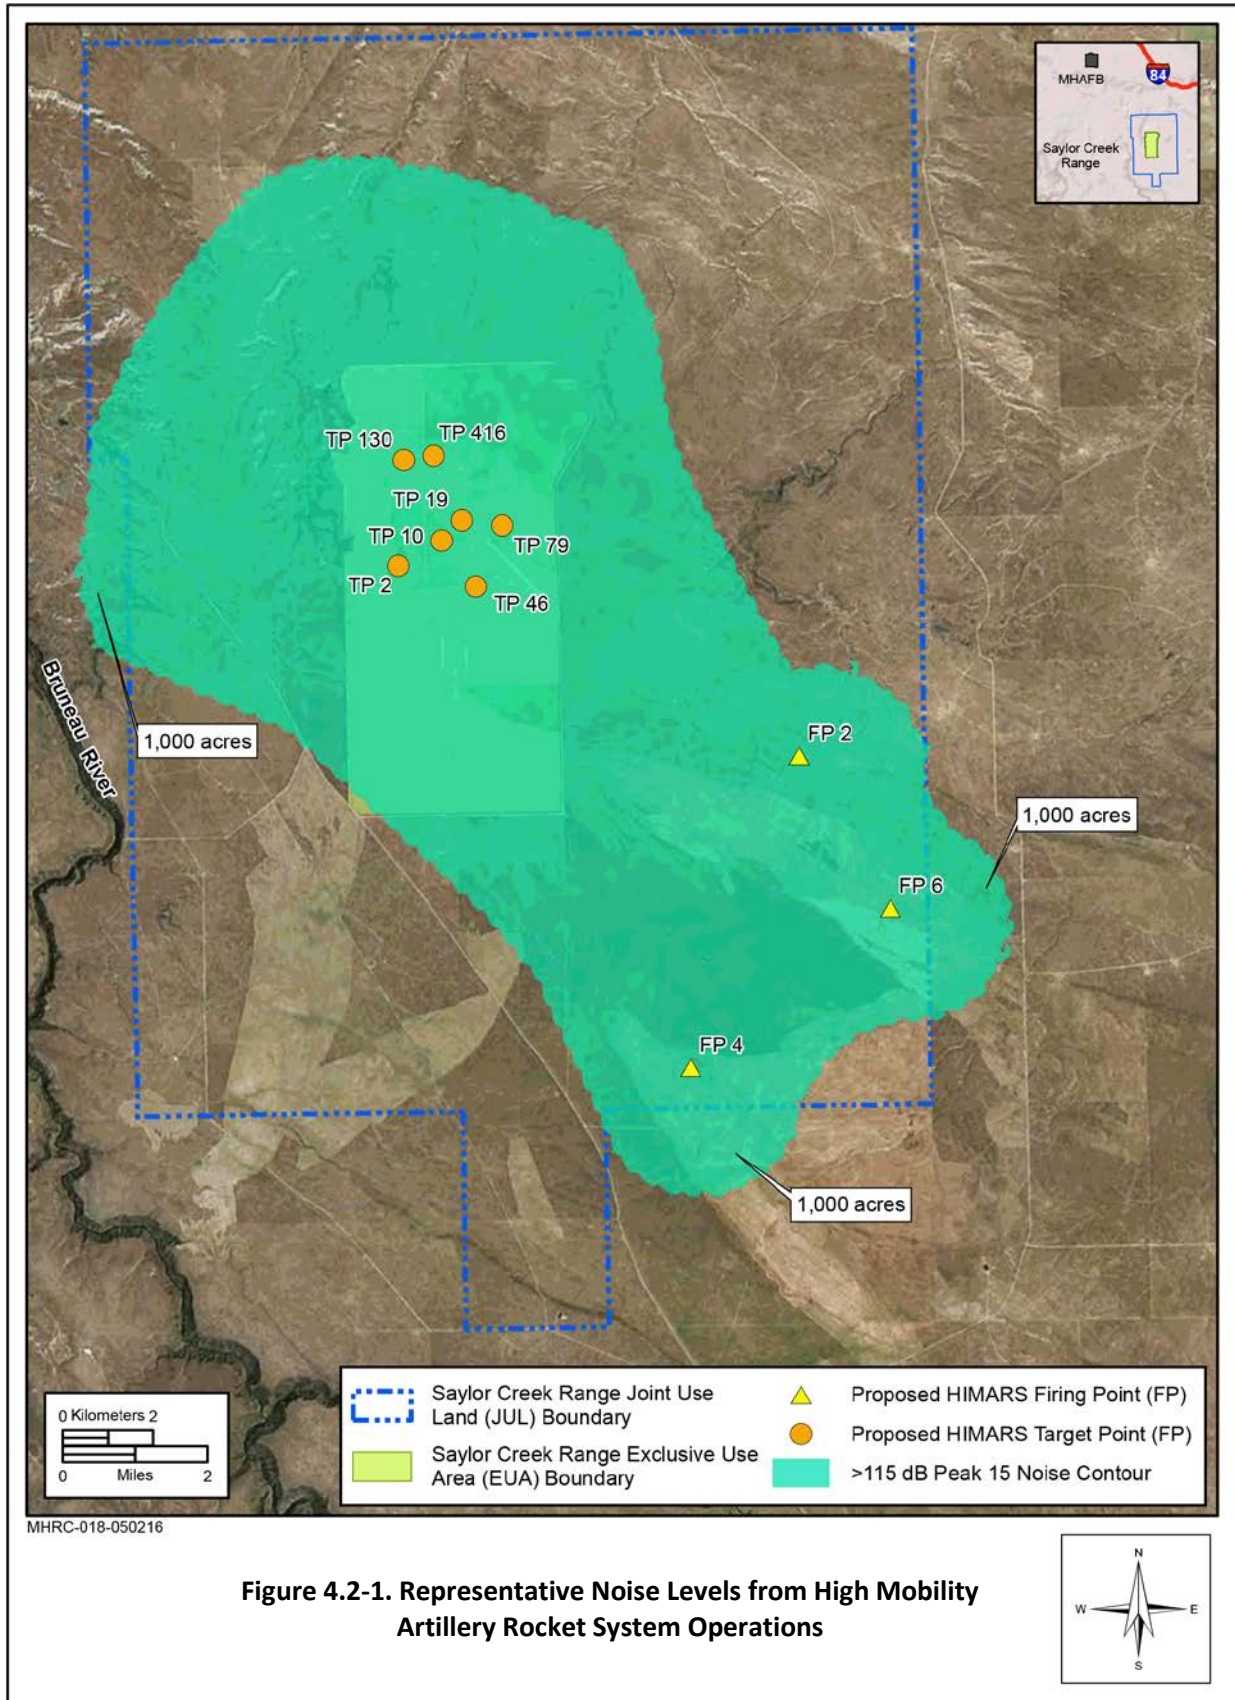 MHAFB
84
Saylor Creek
Range
TP 130
TP 416
TP 19
TP 10
TP 79
TP 2
TP 46
Bruneau River
1,000 acres
FP 2
1,000 acres
FP 6
FP 4
1,000 acres
0 Kilometers 2
0 Miles 2
Saylor Creek Range Joint Use
Land (JUL) Boundary
Saylor Creek Range Exclusive Use
Area (EUA) Boundary
Proposed HIMARS Firing Point (FP)
Proposed HIMARS Target Point (FP)
>115 dB Peak 15 Noise Contour
MHRC-018-050216
Figure 4.2-1. Representative Noise Levels from High Mobility
Artillery Rocket System Operations
N
W E
S